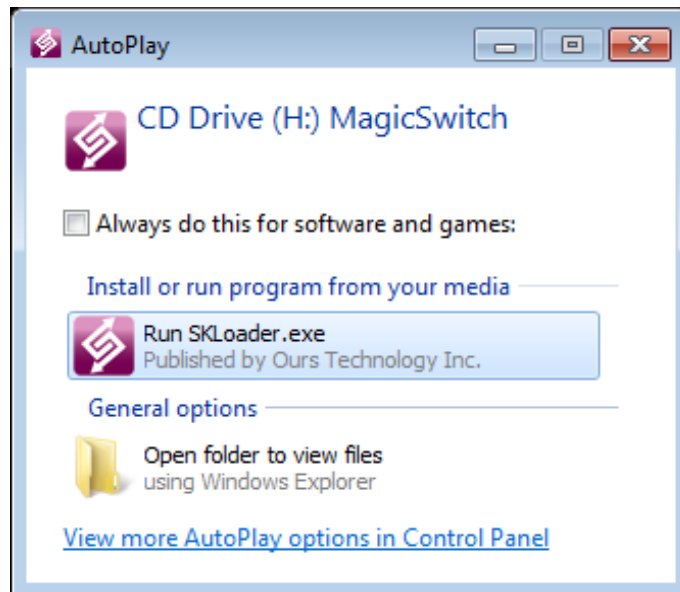 AutoPlay
CD Drive (H:) MagicSwitch
Always do this for software and games:
Install or run program from your media
Run SKLoader.exe
Published by Ours Technology Inc.
General options
Open folder to view files
using Windows Explorer
View more AutoPlay options in Control Panel